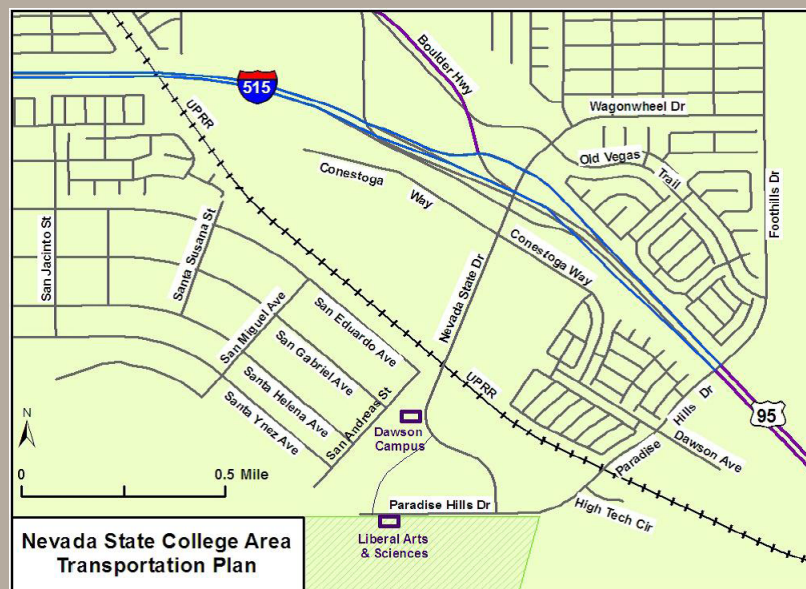 Boulder Hwy
515
UPRR
Wagonwheel Dr
Old Vegas
Trail
Foothills Dr
Conestoga
Way
San Jacinto St
Santa Susana St
Nevada State Dr
Conestoga Way
San Miguel Ave
San Eduardo Ave
San Gabriel Ave
Santa Helena Ave
Santa Ynez Ave
San Andreas St
UPRR
Paradise Hills Dr
Dawson Ave
95
N
Dawson
Campus
0 0.5 Mile
Paradise Hills Dr
High Tech Cir
Liberal Arts
& Sciences
Nevada State College Area
Transportation Plan